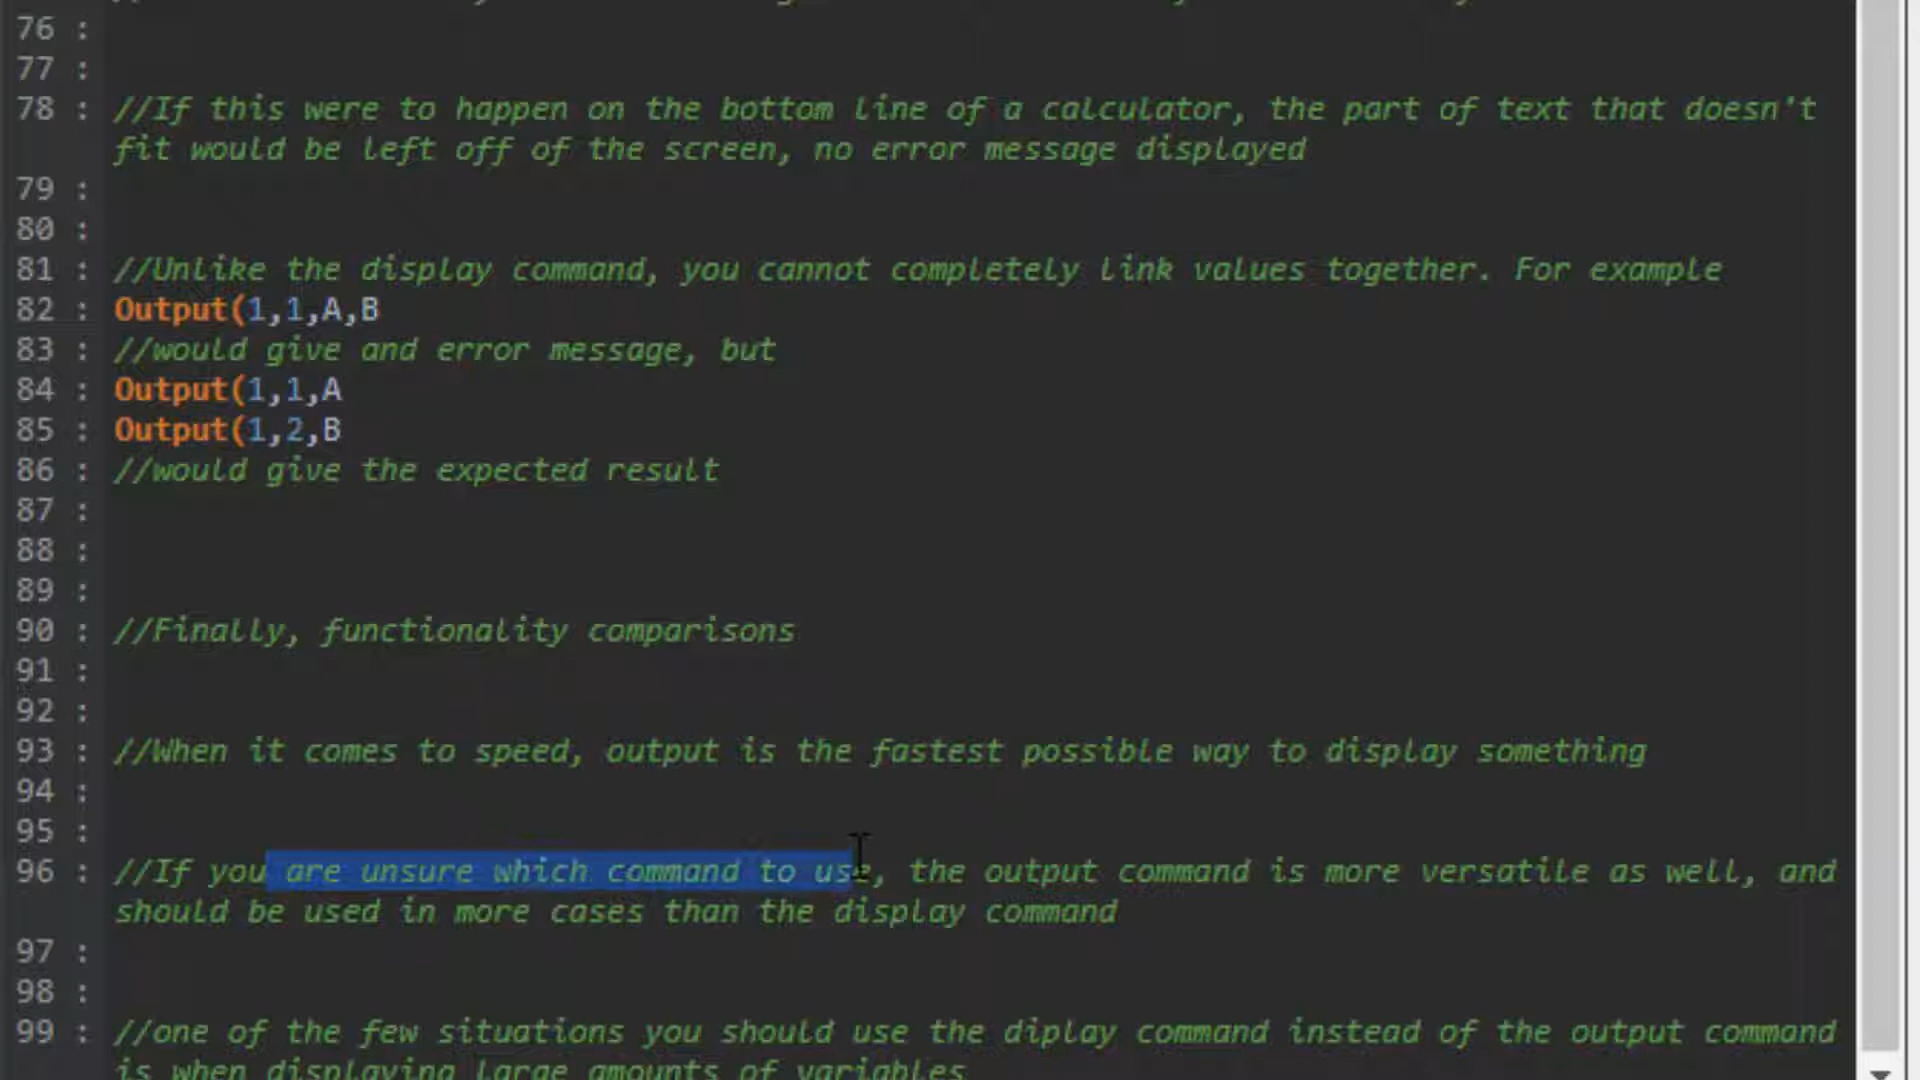 76 :
77 :
78 : //If this were to happen on the bottom line of a calculator, the part of text that doesn't
fit would be left off of the screen, no error message displayed
79 :
80 :
81 : //Unlike the display command, you cannot completely link values together. For example
82 : Output(1,1,A,B
83 : //would give and error message, but
84 : Output(1,1,A
85 : Output(1,2,B
86 : //would give the expected result
87 :
88 :
89 :
90 : //Finally, functionality comparisons
91 :
92 :
93 : //When it comes to speed, output is the fastest possible way to display something
94 :
95 :
96 : //If you are unsure which command to use, the output command is more versatile as well, and
should be used in more cases than the display command
97 :
98 :
99 : //one of the few situations you should use the diplay command instead of the output command
is when displaying large amounts of variables